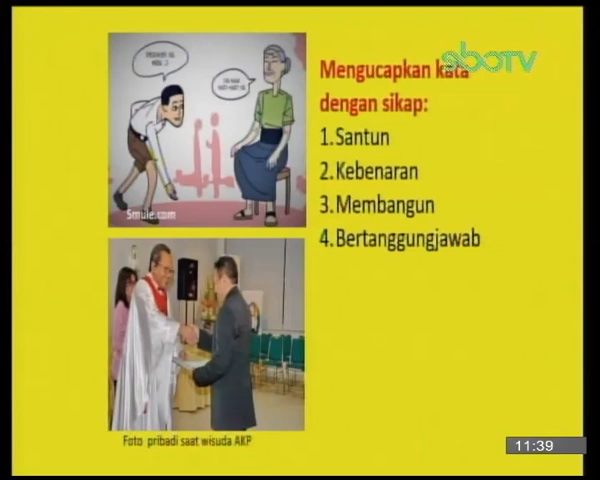 sboTV
Mengucapkan kata
dengan sikap:
1. Santun
2. Kebenaran
3. Membangun
4. Bertanggungjawab
Smule.com
Foto pribadi saat wisuda AKP
11:39